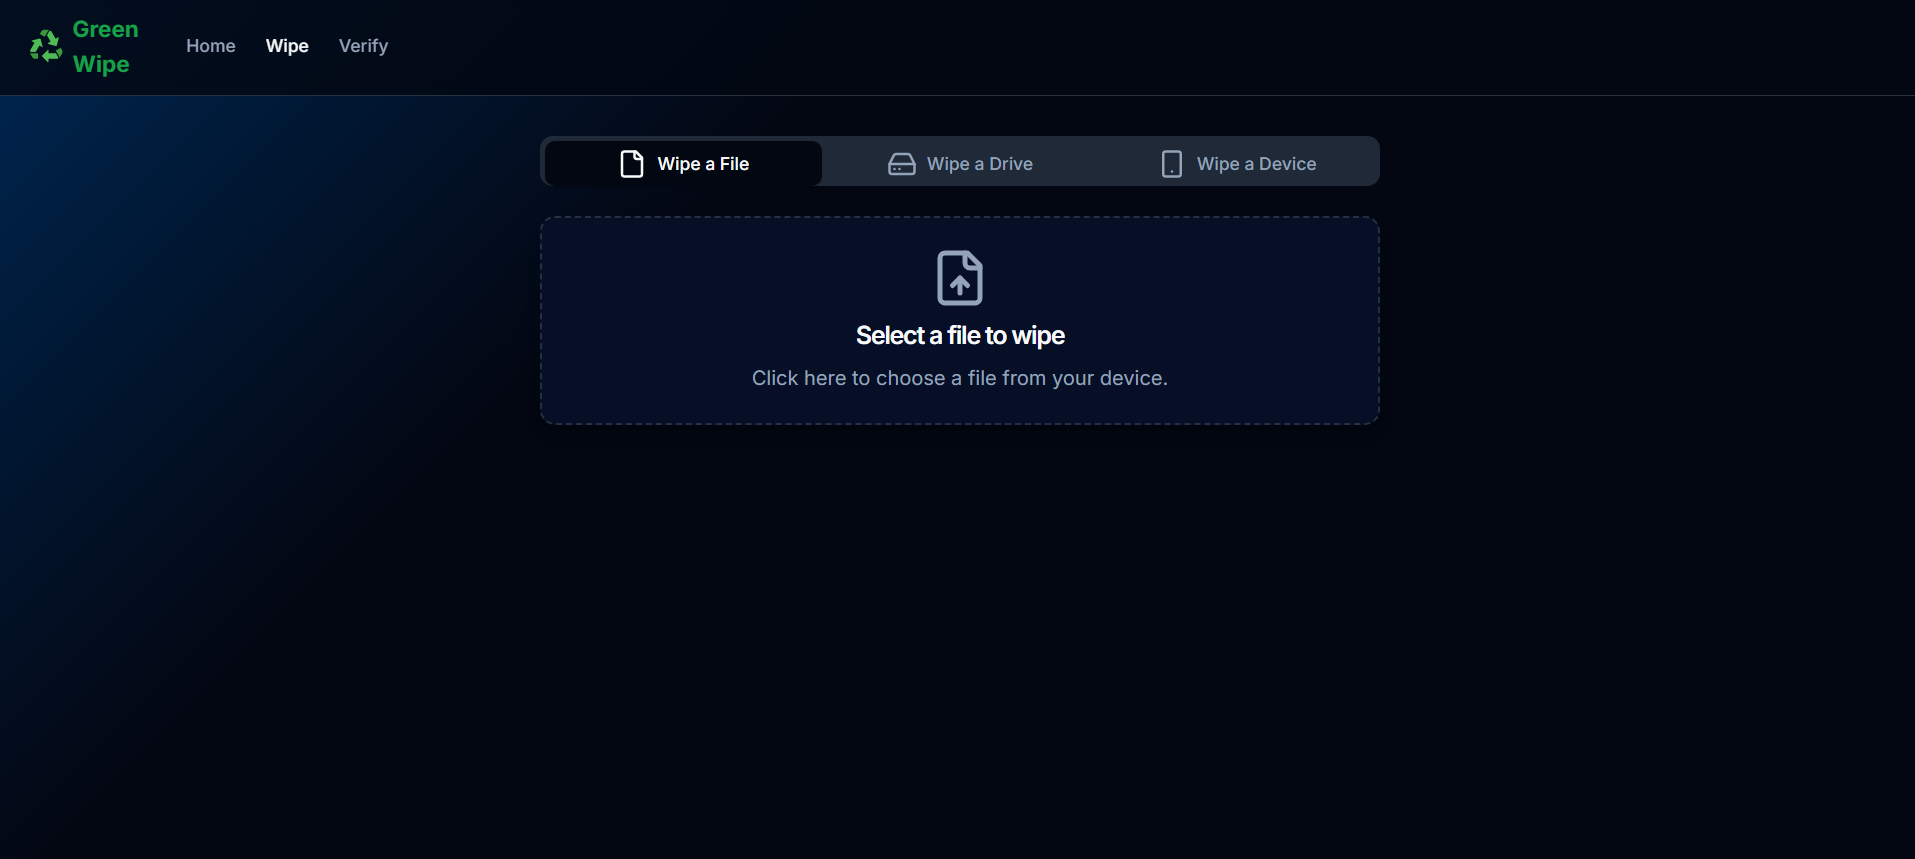 Green
Wipe
Home
Wipe
Verify
Wipe a File
Wipe a Drive
Wipe a Device
Select a file to wipe
Click here to choose a file from your device.